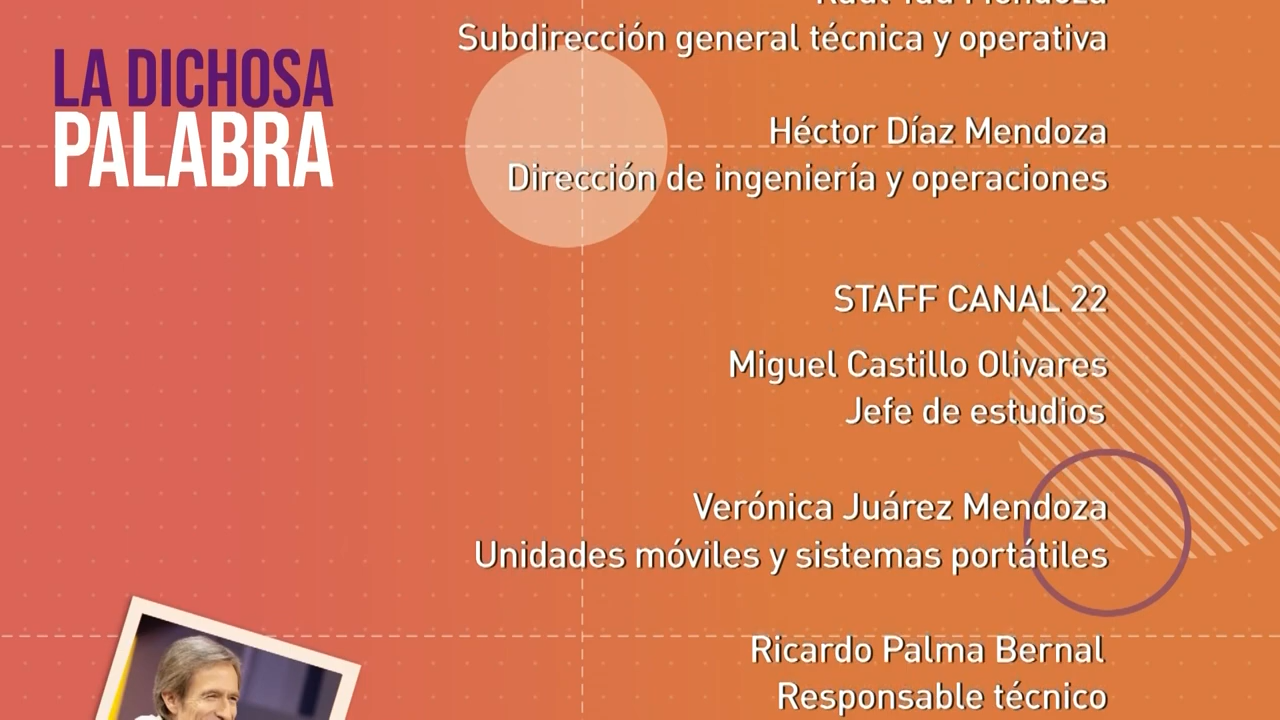 LA DICHOSA
PALABRA
Subdirección general técnica y operativa
Héctor Díaz Mendoza
Dirección de ingeniería y operaciones
STAFF CANAL 22
Miguel Castillo Olivares
Jefe de estudios
Verónica Juárez Mendoza
Unidades móviles y sistemas portátiles
Ricardo Palma Bernal
Responsable técnico